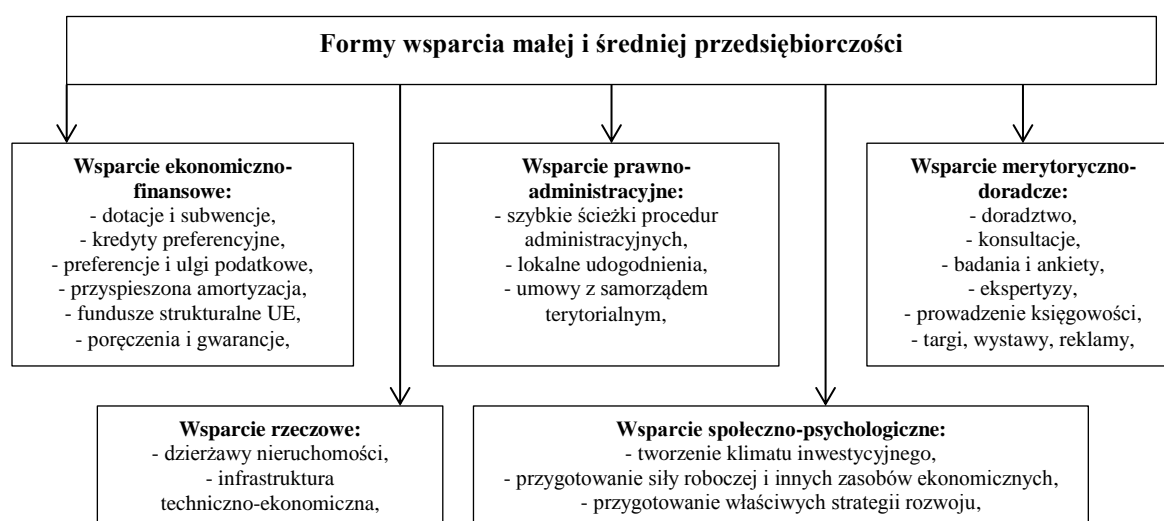 Formy wsparcia małej i średniej przedsiębiorczości
Wsparcie ekonomiczno-
finansowe:
- dotacje i subwencje,
- kredyty preferencyjne,
- preferencje i ulgi podatkowe,
- przyspieszona amortyzacja,
- fundusze strukturalne UE,
- poręczenia i gwarancje,
Wsparcie prawno-
administracyjne:
- szybkie ścieżki procedur
administracyjnych,
- lokalne udogodnienia,
- umowy z samorządem
terytorialnym,
Wsparcie merytoryczno-
doradcze:
- doradztwo,
- konsultacje,
- badania i ankiety,
- ekspertyzy,
- prowadzenie księgowości,
- targi, wystawy, reklamy,
Wsparcie rzeczowe:
- dzierżawy nieruchomości,
- infrastruktura
techniczno-ekonomiczna,
Wsparcie społeczno-psychologiczne:
- tworzenie klimatu inwestycyjnego,
- przygotowanie siły roboczej i innych zasobów ekonomicznych,
- przygotowanie właściwych strategii rozwoju,